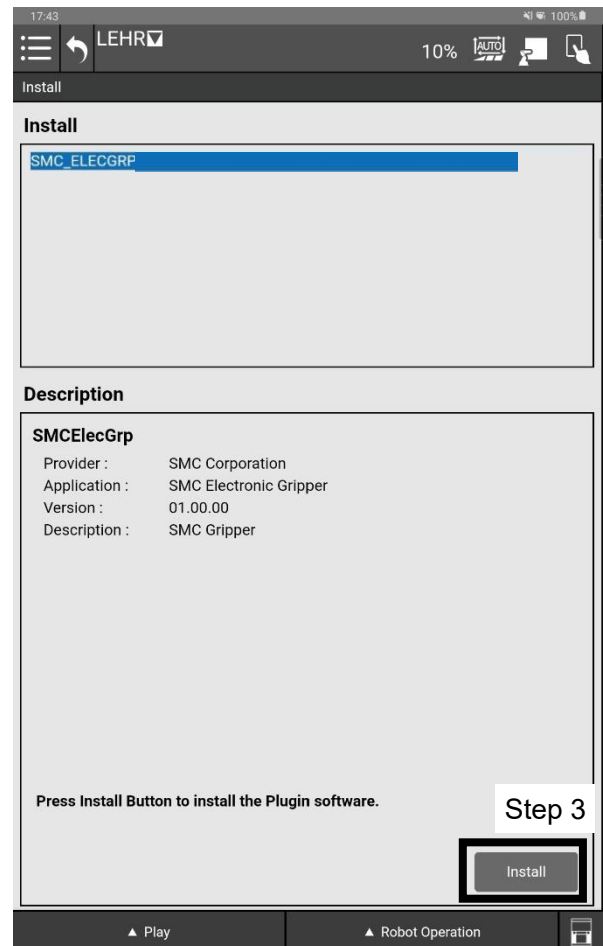 17:43 100%
LEHR
10% AUTO
Install
Install
SMC_ELECGRP
Description
SMCElecGrp
Provider : SMC Corporation
Application : SMC Electronic Gripper
Version : 01.00.00
Description : SMC Gripper
Press Install Button to install the Plugin software.
Step 3
Install
▲ Play ▲ Robot Operation